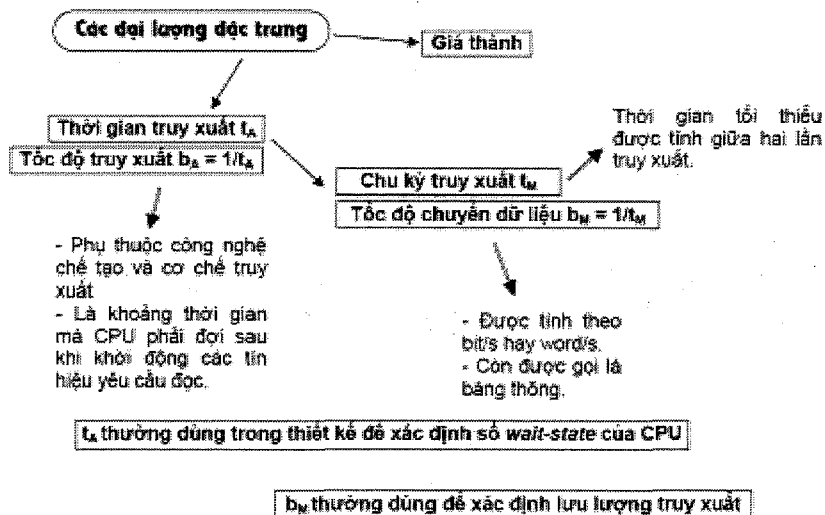 Các đại lượng đặc trưng
Giá thành
Thời gian truy xuất tA
Tốc độ truy xuất bA = 1/tA
Thời gian tối thiểu
được tính giữa hai lần
truy xuất.
Chu kỳ truy xuất tM
Tốc độ chuyển dữ liệu bM = 1/tM
- Phụ thuộc công nghệ
chế tạo và cơ chế truy
xuất
- Là khoảng thời gian
mà CPU phải đợi sau
khi khởi động các tín
hiệu yêu cầu đọc.
- Được tính theo
bit/s hay word/s.
- Còn được gọi là
băng thông.
tA thường dùng trong thiết kế để xác định số wait-state của CPU
bM thường dùng để xác định lưu lượng truy xuất